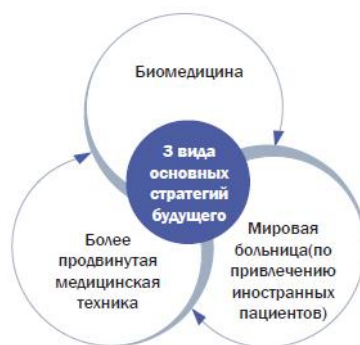 Биомедицина
3 вида
основных
стратегий
будущего
Более
продвинутая
медицинская
техника
Мировая
больница(по
привлечению
иностранных
пациентов)